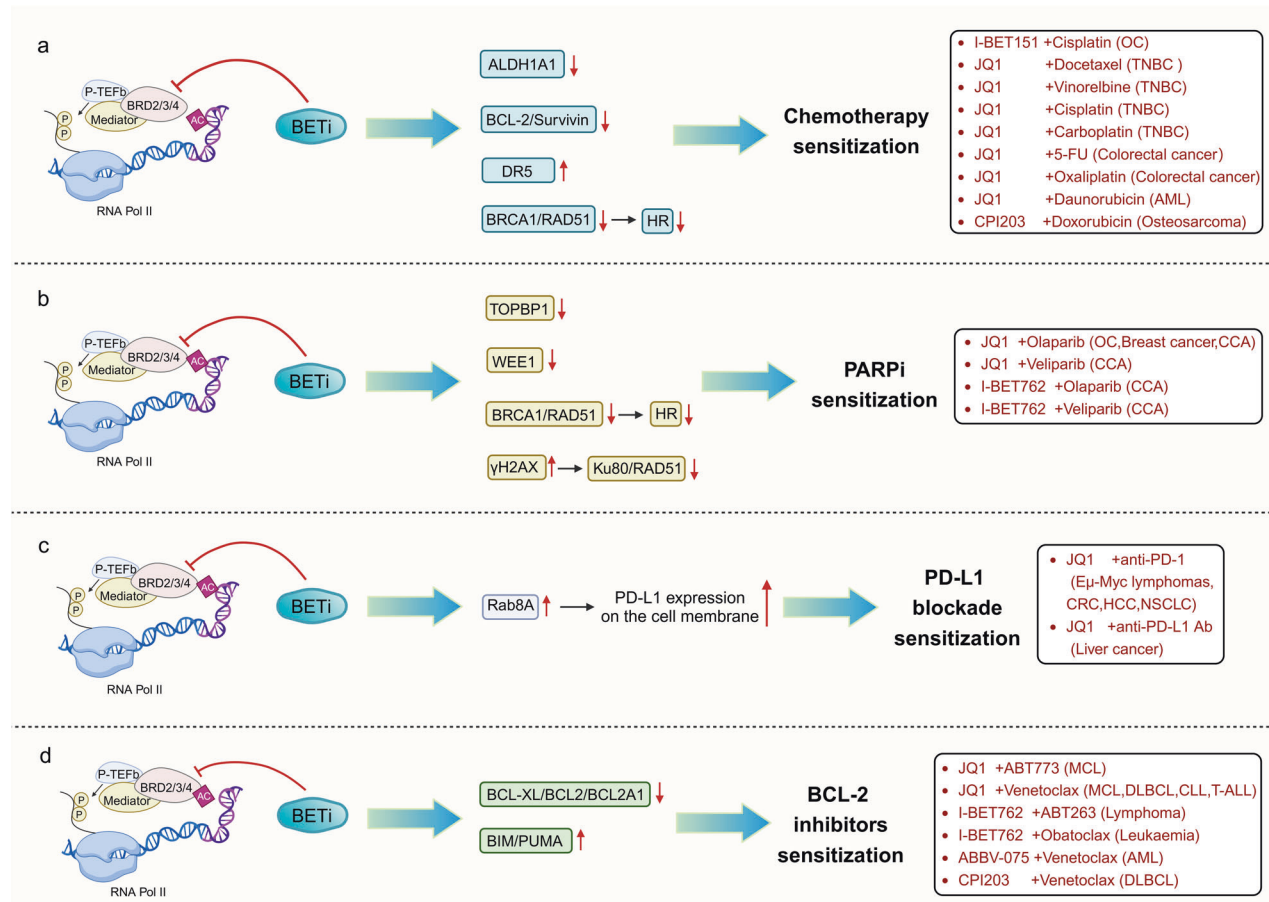 a
P-TEFb
BRD2/3/4
Mediator
AC
P
P
RNA Pol II
BETi
ALDH1A1
BCL-2/Survivin
DR5
BRCA1/RAD51
HR
Chemotherapy
sensitization
• I-BET151 +Cisplatin (OC)
• JQ1 +Docetaxel (TNBC )
• JQ1 +Vinorelbine (TNBC)
• JQ1 +Cisplatin (TNBC)
• JQ1 +Carboplatin (TNBC)
• JQ1 +5-FU (Colorectal cancer)
• JQ1 +Oxaliplatin (Colorectal cancer)
• JQ1 +Daunorubicin (AML)
• CPI203 +Doxorubicin (Osteosarcoma)
b
P-TEFb
BRD2/3/4
Mediator
AC
P
P
RNA Pol II
BETi
TOPBP1
WEE1
BRCA1/RAD51
HR
γH2AX
Ku80/RAD51
PARPi
sensitization
• JQ1 +Olaparib (OC,Breast cancer,CCA)
• JQ1 +Veliparib (CCA)
• I-BET762 +Olaparib (CCA)
• I-BET762 +Veliparib (CCA)
c
P-TEFb
BRD2/3/4
Mediator
AC
P
P
RNA Pol II
BETi
Rab8A
PD-L1 expression
on the cell membrane
PD-L1
blockade
sensitization
• JQ1 +anti-PD-1
(Eμ-Myc lymphomas,
CRC,HCC,NSCLC)
• JQ1 +anti-PD-L1 Ab
(Liver cancer)
d
P-TEFb
BRD2/3/4
Mediator
AC
P
P
RNA Pol II
BETi
BCL-XL/BCL2/BCL2A1
BIM/PUMA
BCL-2
inhibitors
sensitization
• JQ1 +ABT773 (MCL)
• JQ1 +Venetoclax (MCL,DLBCL,CLL,T-ALL)
• I-BET762 +ABT263 (Lymphoma)
• I-BET762 +Obatoclax (Leukaemia)
• ABBV-075 +Venetoclax (AML)
• CPI203 +Venetoclax (DLBCL)